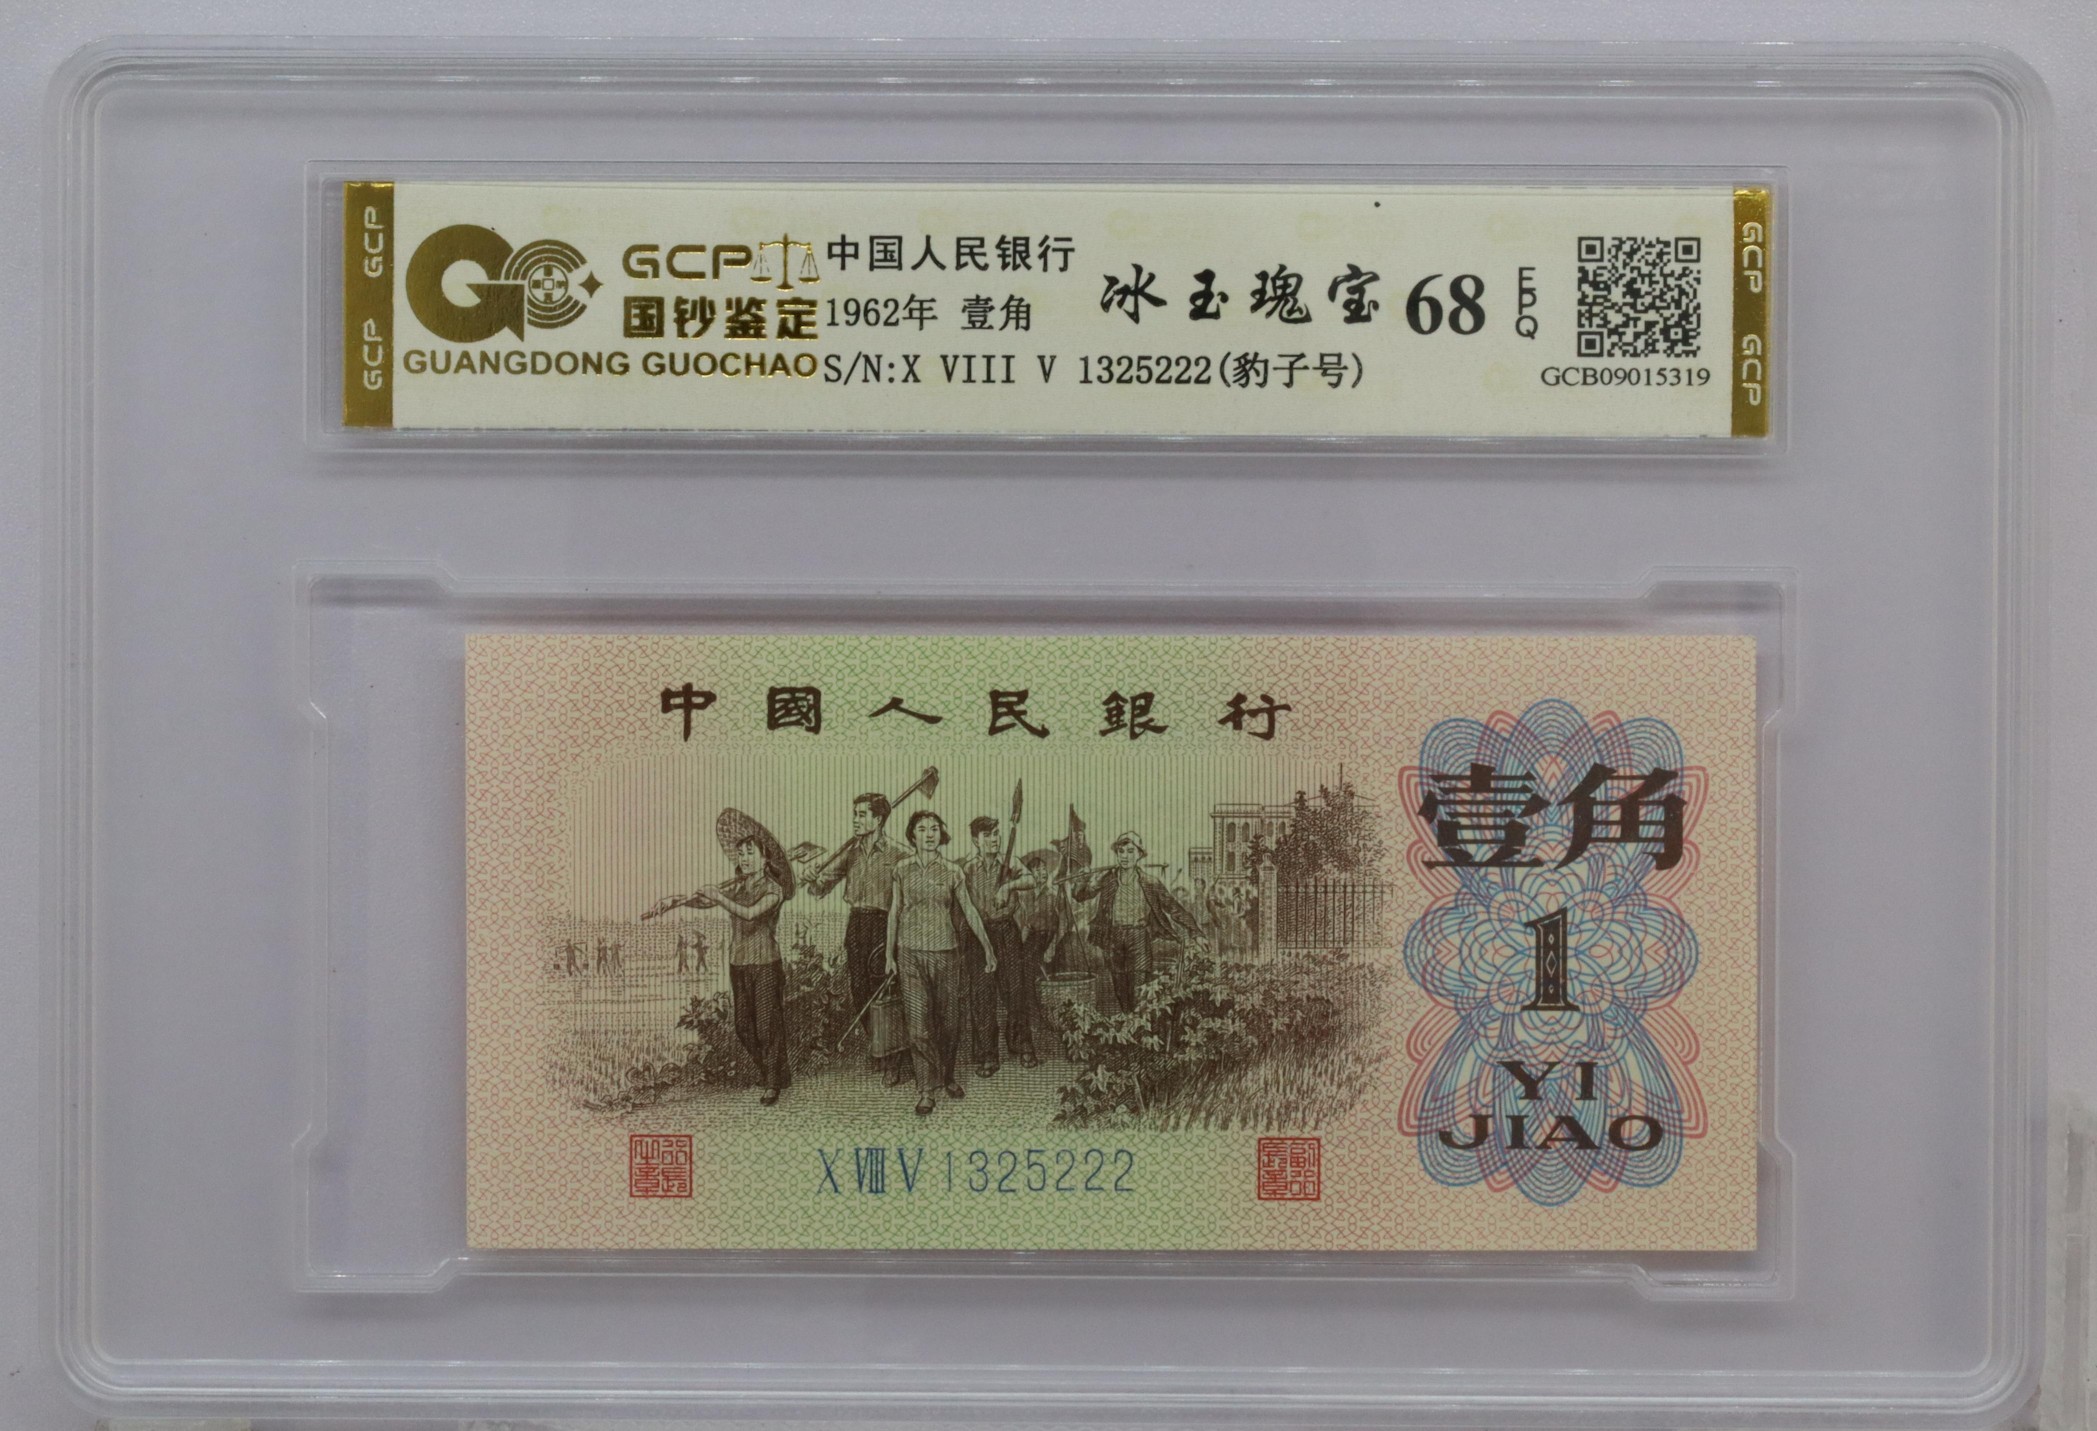 GCP GCP
GCP
国钞鉴定
GUANGDONG GUOCHAO
中国人民银行
1962年 壹角
S/N:X VIII V 1325222(豹子号)
冰玉瑰宝 68 EPQ
GCB09015319
GCP GCP
中國人民銀行
壹角
1
YI
JIAO
X VIII V 1325222